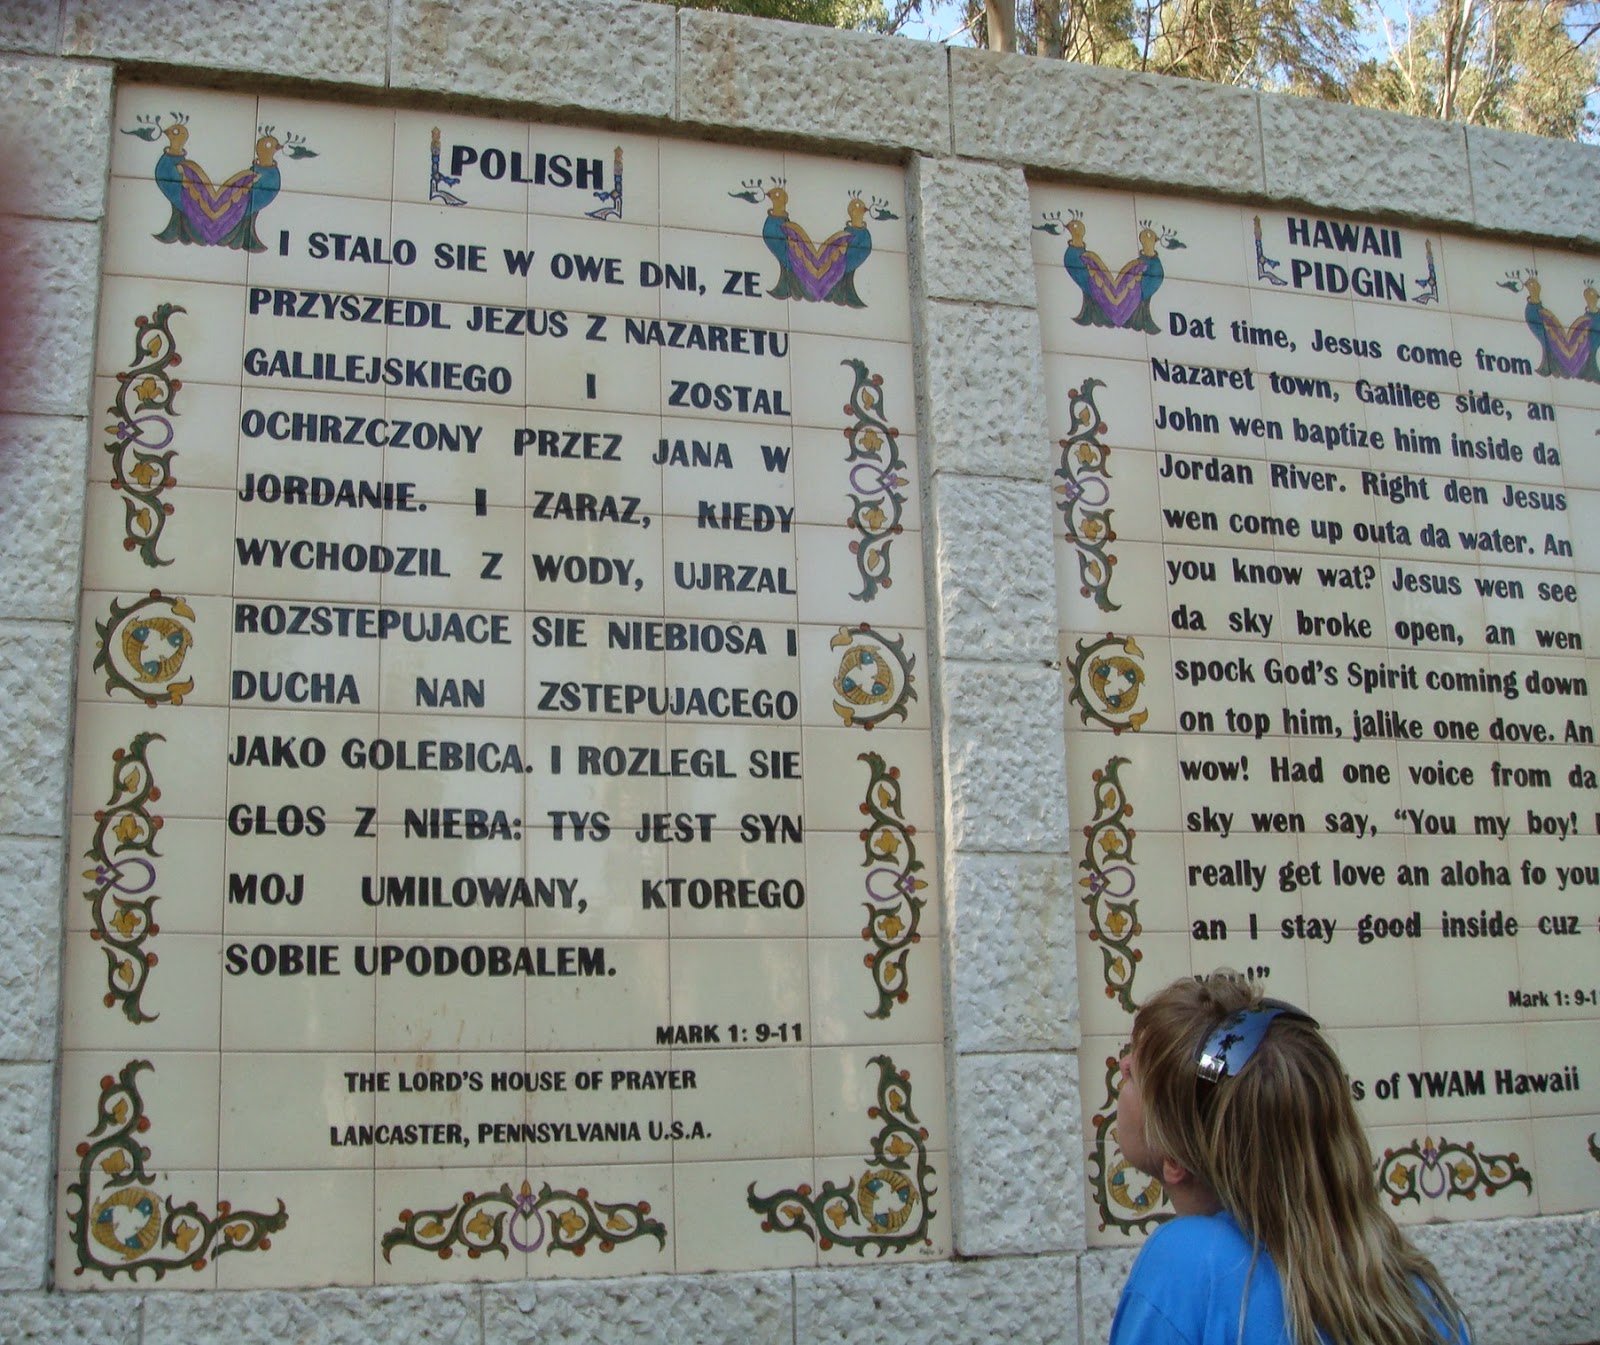 POLISH
I STALO SIE W OWE DNI, ZE
PRZYSZEDL JEZUS Z NAZARETU
GALILEJSKIEGO I ZOSTAL
OCHRZCZONY PRZEZ JANA W
JORDANIE. I ZARAZ, KIEDY
WYCHODZIL Z WODY, UJRZAL
ROZSTEPUJACE SIE NIEBIOSA I
DUCHA NAN ZSTEPUJACEGO
JAKO GOLEBICA. I ROZLEGL SIE
GLOS Z NIEBA: TYS JEST SYN
MOJ UMILOWANY, KTOREGO
SOBIE UPODOBALEM.
MARK 1: 9-11
THE LORD'S HOUSE OF PRAYER
LANCASTER, PENNSYLVANIA U.S.A.
HAWAII
PIDGIN
Dat time, Jesus come from
Nazaret town, Galilee side, an
John wen baptize him inside da
Jordan River. Right den Jesus
wen come up outa da water. An
you know wat? Jesus wen see
da sky broke open, an wen
spock God's Spirit coming down
on top him, jalike one dove. An
wow! Had one voice from da
sky wen say, "You my boy!
really get love an aloha fo you
an I stay good inside cuz
Mark 1: 9-1
of YWAM Hawaii